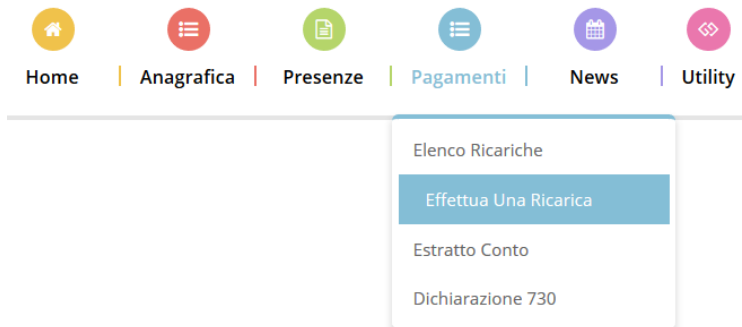 Home Anagrafica Presenze Pagamenti News Utility
Elenco Ricariche
Effettua Una Ricarica
Estratto Conto
Dichiarazione 730